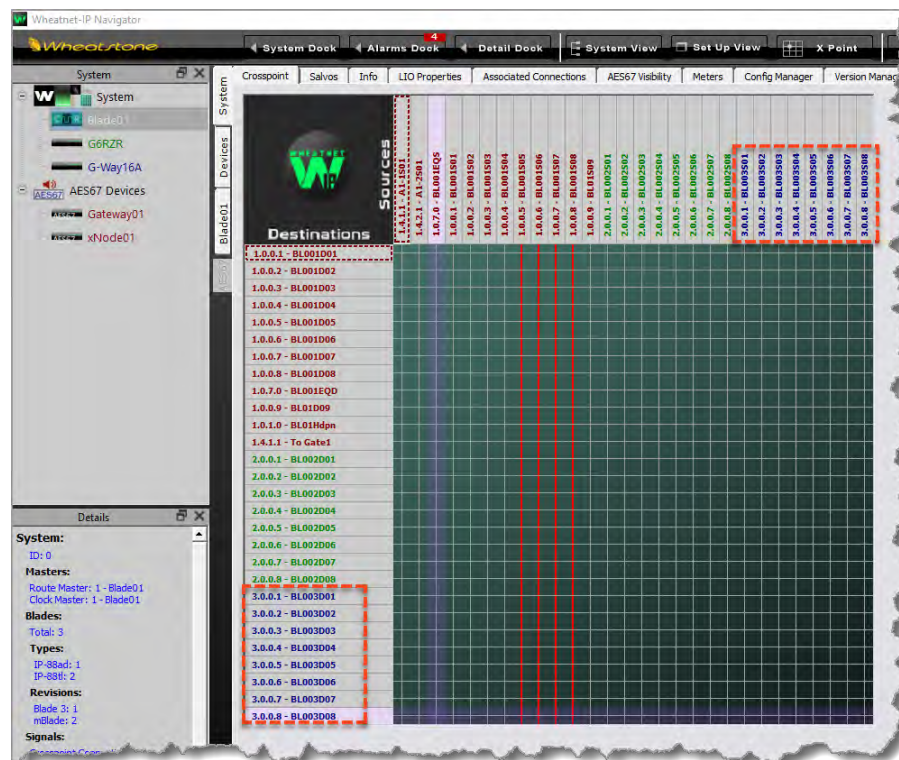 Wheatnet-IP Navigator
Wheatstone
System Dock
4
Alarms Dock
Detail Dock
System View
Set Up View
X Point
System
System
Blade01
G6RZR
G-Way16A
AES67 Devices
AES67
Gateway01
xNode01
System
Devices
Blade01
Crosspoint
Salvos
Info
LIO Properties
Associated Connections
AES67 Visibility
Meters
Config Manager
Version Manag
WHEATNET
IP
Sources
Destinations
1.4.1.1 - A1-1S01
1.4.2.1 - A1-2S01
1.0.7.0 - BL001EQS
1.0.0.1 - BL001S01
1.0.0.2 - BL001S02
1.0.0.3 - BL001S03
1.0.0.4 - BL001S04
1.0.0.5 - BL001S05
1.0.0.6 - BL001S06
1.0.0.7 - BL001S07
1.0.0.8 - BL001S08
1.0.0.9 - BL01S09
2.0.0.1 - BL002S01
2.0.0.2 - BL002S02
2.0.0.3 - BL002S03
2.0.0.4 - BL002S04
2.0.0.5 - BL002S05
2.0.0.6 - BL002S06
2.0.0.7 - BL002S07
2.0.0.8 - BL002S08
3.0.0.1 - BL003S01
3.0.0.2 - BL003S02
3.0.0.3 - BL003S03
3.0.0.4 - BL003S04
3.0.0.5 - BL003S05
3.0.0.6 - BL003S06
3.0.0.7 - BL003S07
3.0.0.8 - BL003S08
1.0.0.1 - BL001D01
1.0.0.2 - BL001D02
1.0.0.3 - BL001D03
1.0.0.4 - BL001D04
1.0.0.5 - BL001D05
1.0.0.6 - BL001D06
1.0.0.7 - BL001D07
1.0.0.8 - BL001D08
1.0.7.0 - BL001EQD
1.0.0.9 - BL01D09
1.0.1.0 - BL01Hdpn
1.4.1.1 - To Gate1
2.0.0.1 - BL002D01
2.0.0.2 - BL002D02
2.0.0.3 - BL002D03
2.0.0.4 - BL002D04
2.0.0.5 - BL002D05
2.0.0.6 - BL002D06
2.0.0.7 - BL002D07
2.0.0.8 - BL002D08
3.0.0.1 - BL003D01
3.0.0.2 - BL003D02
3.0.0.3 - BL003D03
3.0.0.4 - BL003D04
3.0.0.5 - BL003D05
3.0.0.6 - BL003D06
3.0.0.7 - BL003D07
3.0.0.8 - BL003D08
Details
System:
ID: 0
Masters:
Route Master: 1 - Blade01
Clock Master: 1 - Blade01
Blades:
Total: 3
Types:
IP-88ad: 1
IP-88tl: 2
Revisions:
Blade 3: 1
mBlade: 2
Signals: